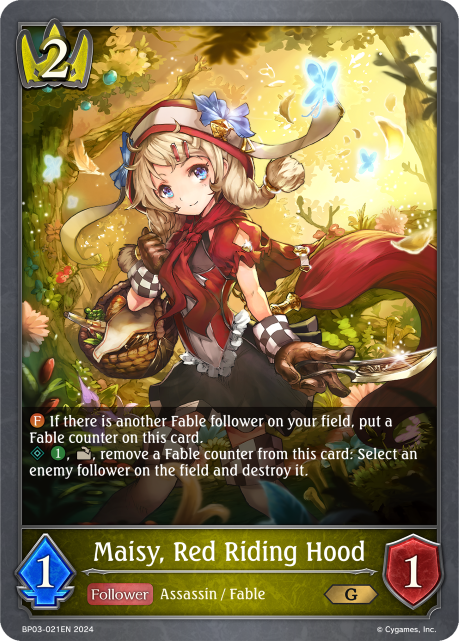 2
F If there is another Fable follower on your field, put a
Fable counter on this card.
1, , remove a Fable counter from this card: Select an
enemy follower on the field and destroy it.
Maisy, Red Riding Hood
1
Follower Assassin / Fable
G
1
BP03-021EN 2024
© Cygames, Inc.